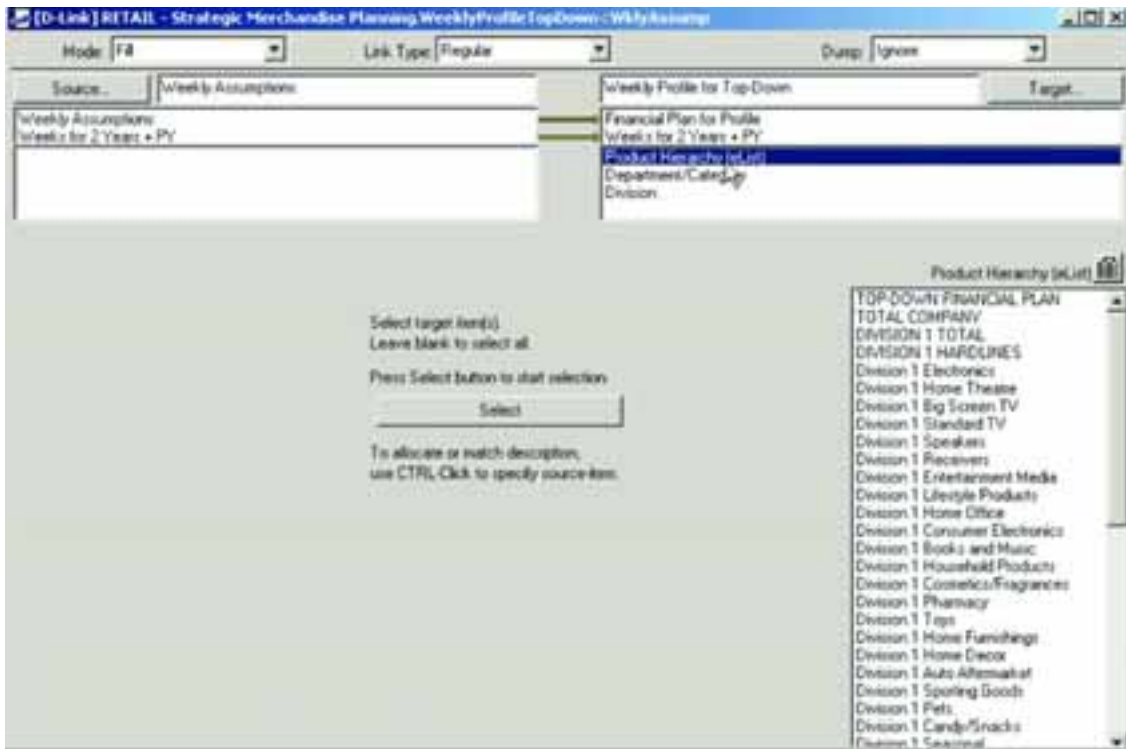 [D-Link] RETAIL - Strategic Merchandise Planning.WeeklyProfileTopDown : WklyAssump
Mode: Fill
Link Type: Regular
Dump: Ignore
Source...
Weekly Assumptions
Weekly Profile for Top-Down
Target...
Weekly Assumptions
Weeks for 2 Years + PY
Financial Plan for Profile
Weeks for 2 Years + PY
Product Hierarchy (eList)
Department/Category
Division
Product Hierarchy (eList)
Select target item(s).
Leave blank to select all.
Press Select button to start selection
Select
To allocate or match description,
use CTRL-Click to specify source-item.
TOP-DOWN FINANCIAL PLAN
TOTAL COMPANY
DIVISION 1 TOTAL
DIVISION 1 HARDLINES
Division 1 Electronics
Division 1 Home Theatre
Division 1 Big Screen TV
Division 1 Standard TV
Division 1 Speakers
Division 1 Receivers
Division 1 Entertainment Media
Division 1 Lifestyle Products
Division 1 Home Office
Division 1 Consumer Electronics
Division 1 Books and Music
Division 1 Household Products
Division 1 Cosmetics/Fragrances
Division 1 Pharmacy
Division 1 Toys
Division 1 Home Furnishings
Division 1 Home Decor
Division 1 Auto Aftermarket
Division 1 Sporting Goods
Division 1 Pets
Division 1 Candy/Snacks
Division 1 Seasonal